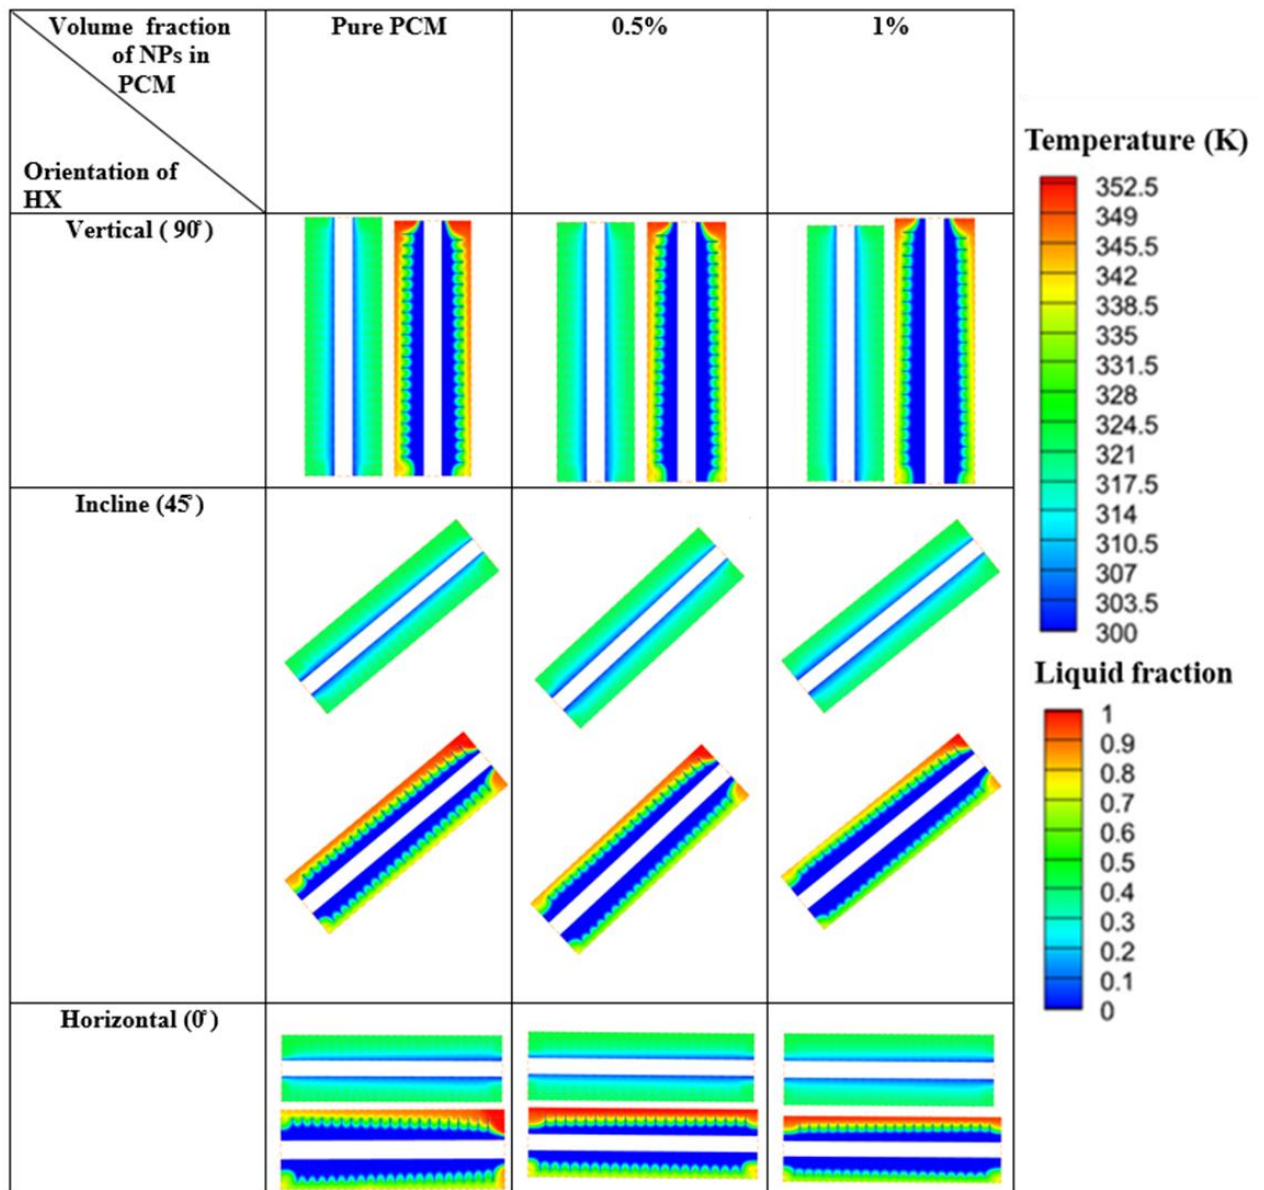 Volume fraction
of NPs in
PCM
Orientation of
HX
Pure PCM
0.5%
1%
Vertical ( 90°)
Incline (45°)
Horizontal (0°)
Temperature (K)
352.5
349
345.5
342
338.5
335
331.5
328
324.5
321
317.5
314
310.5
307
303.5
300
Liquid fraction
1
0.9
0.8
0.7
0.6
0.5
0.4
0.3
0.2
0.1
0